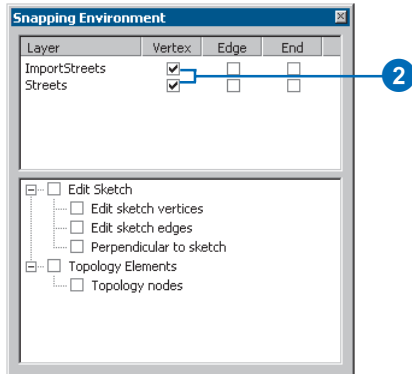 Snapping Environment
Layer Vertex Edge End
ImportStreets
2
Streets
Edit Sketch
Edit sketch vertices
Edit sketch edges
Perpendicular to sketch
Topology Elements
Topology nodes